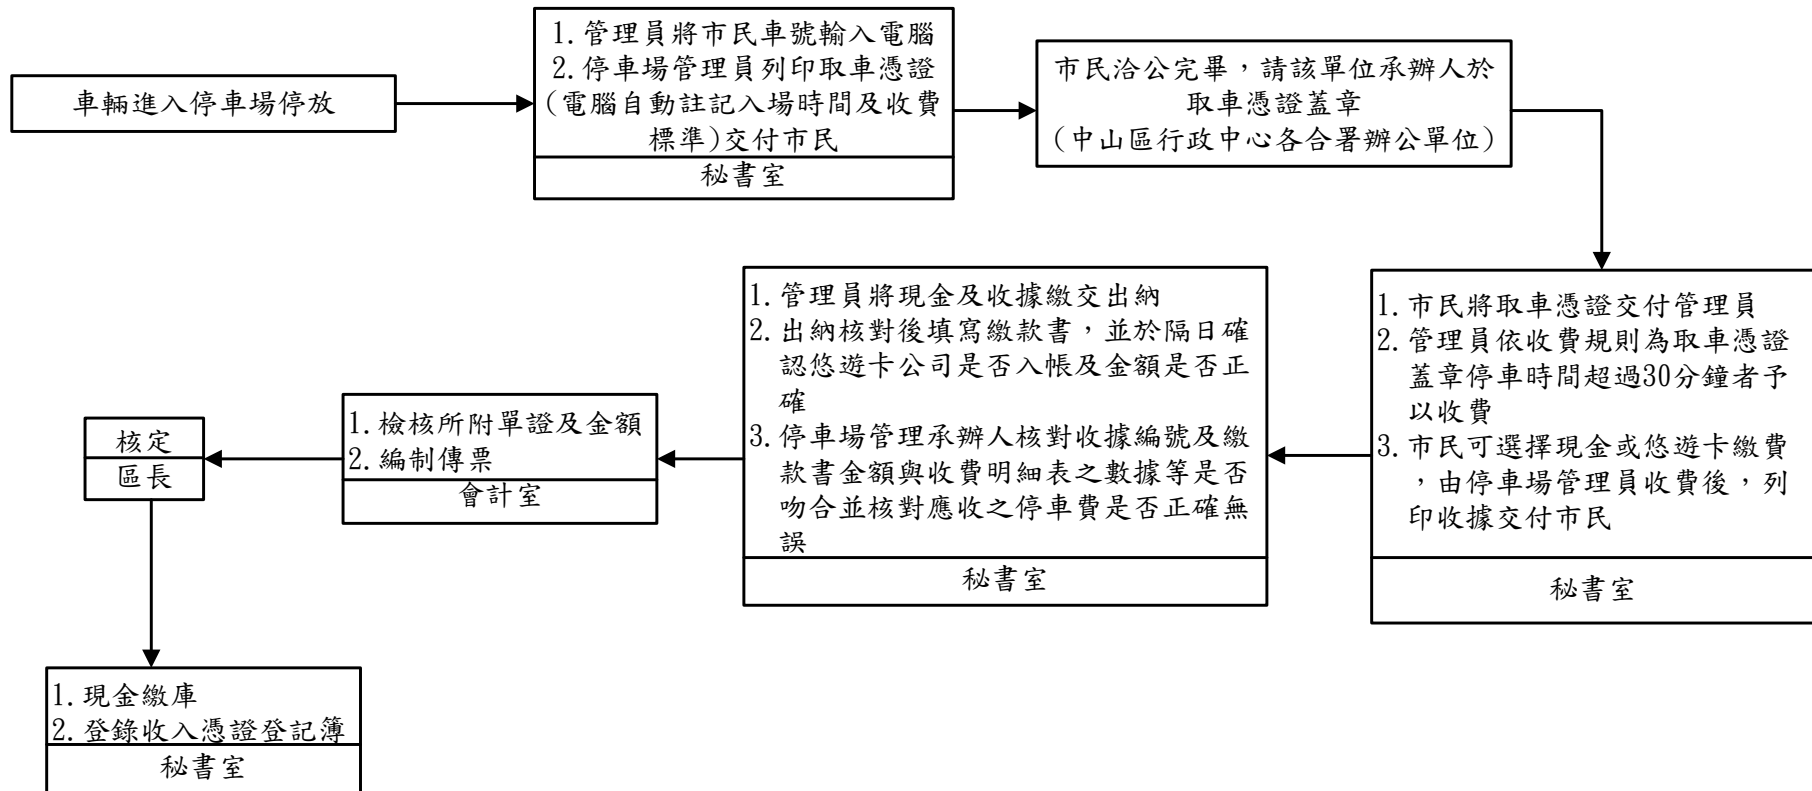 車輛進入停車場停放
1.管理員將市民車號輸入電腦
2.停車場管理員列印取車憑證
(電腦自動註記入場時間及收費
標準)交付市民
秘書室
市民洽公完畢，請該單位承辦人於
取車憑證蓋章
(中山區行政中心各合署辦公單位)
1.市民將取車憑證交付管理員
2.管理員依收費規則為取車憑證
蓋章停車時間超過30分鐘者予
以收費
3.市民可選擇現金或悠遊卡繳費
，由停車場管理員收費後，列
印收據交付市民
秘書室
1.管理員將現金及收據繳交出納
2.出納核對後填寫繳款書，並於隔日確
認悠遊卡公司是否入帳及金額是否正
確
3.停車場管理承辦人核對收據編號及繳
款書金額與收費明細表之數據等是否
吻合並核對應收之停車費是否正確無
誤
秘書室
1.檢核所附單證及金額
2.編制傳票
會計室
核定
區長
1.現金繳庫
2.登錄收入憑證登記簿
秘書室